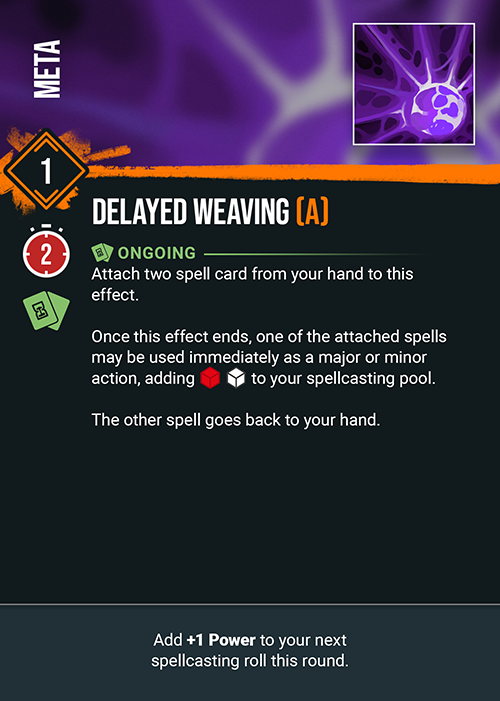 META
1
DELAYED WEAVING (A)
2
ONGOING
Attach two spell card from your hand to this
effect.
Once this effect ends, one of the attached spells
may be used immediately as a major or minor
action, adding to your spellcasting pool.
The other spell goes back to your hand.
Add +1 Power to your next
spellcasting roll this round.